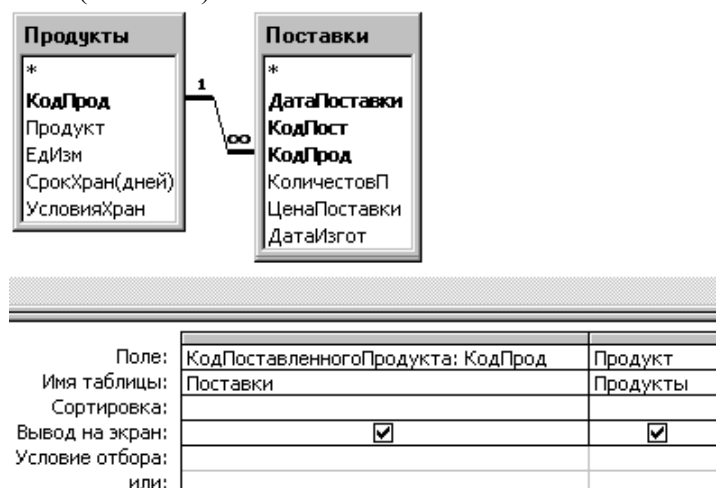 Продукты
*
КодПрод
Продукт
ЕдИзм
СрокХран(дней)
УсловияХран
1
∞
Поставки
*
ДатаПоставки
КодПост
КодПрод
КоличестовП
ЦенаПоставки
ДатаИзгот
Поле: КодПоставленногоПродукта: КодПрод Продукт
Имя таблицы: Поставки Продукты
Сортировка:
Вывод на экран:
Условие отбора:
или: